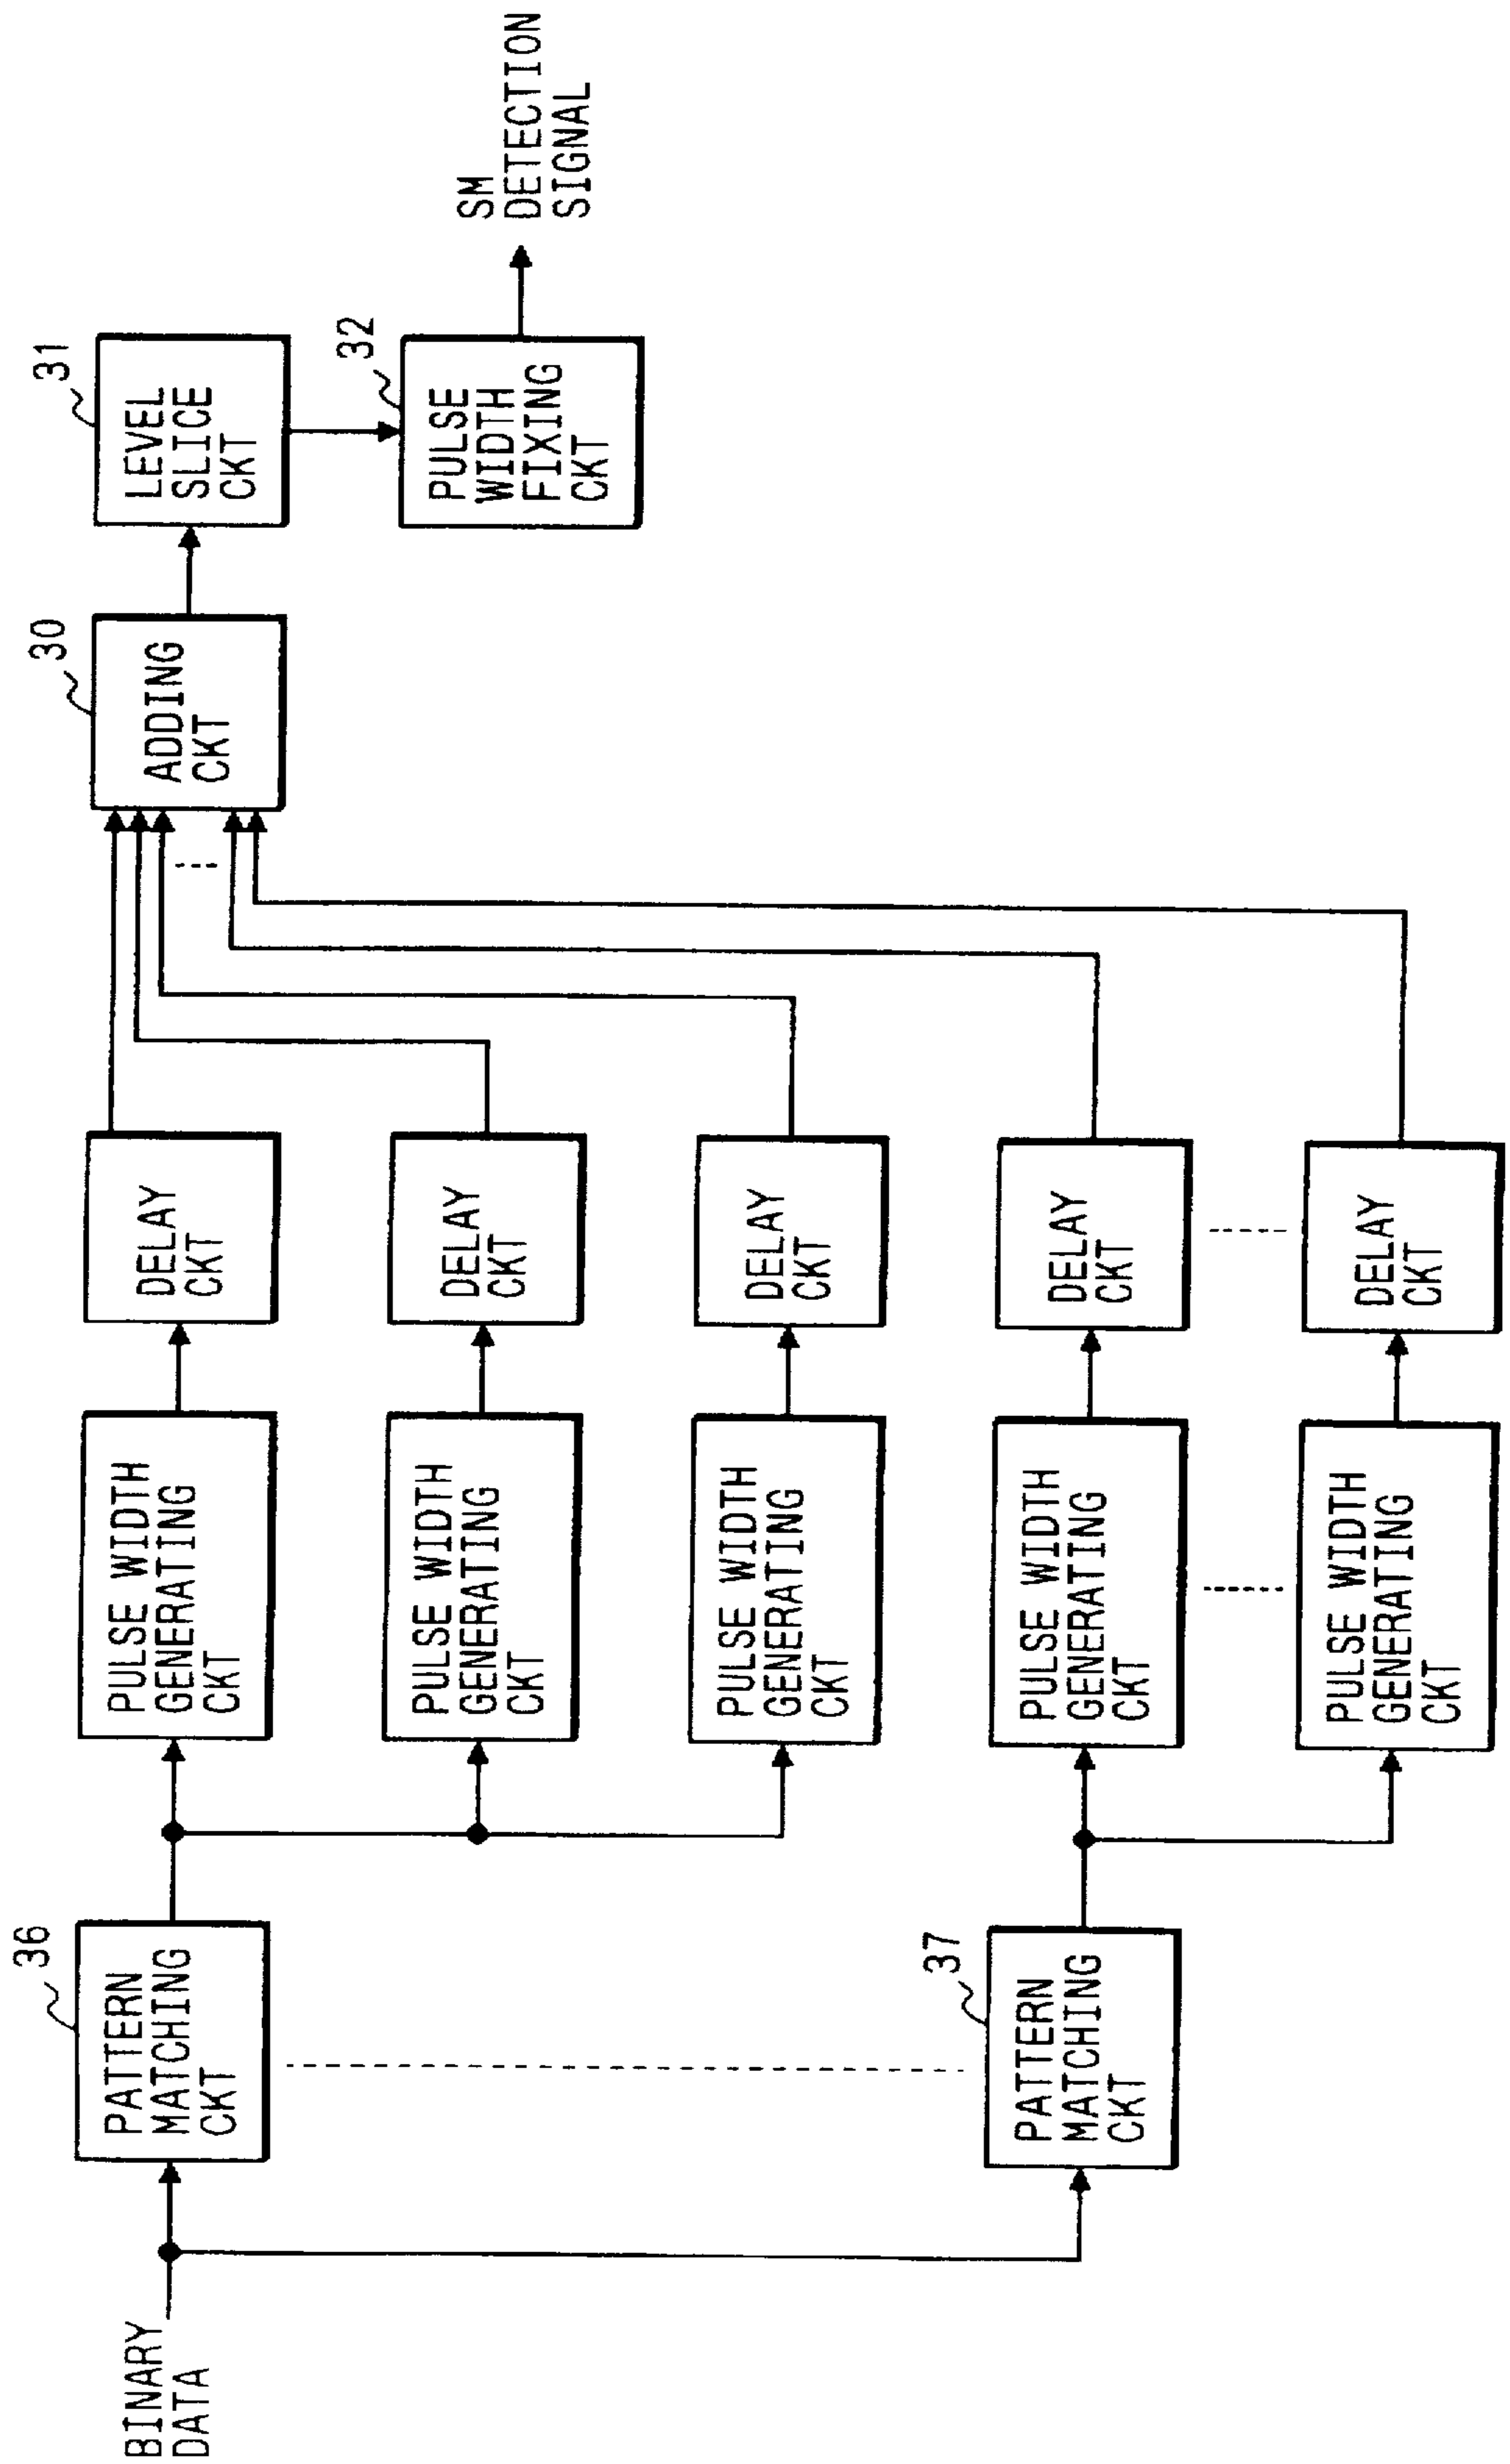 BINARY
DATA
36
PATTERN
MATCHING
CKT
37
PATTERN
MATCHING
CKT
PULSE WIDTH
GENERATING
CKT
PULSE WIDTH
GENERATING
CKT
PULSE WIDTH
GENERATING
CKT
PULSE WIDTH
GENERATING
CKT
PULSE WIDTH
GENERATING
CKT
DELAY
CKT
DELAY
CKT
DELAY
CKT
DELAY
CKT
DELAY
CKT
30
ADDING
CKT
31
LEVEL
SLICE
CKT
32
PULSE
WIDTH
FIXING
CKT
SM
DETECTION
SIGNAL